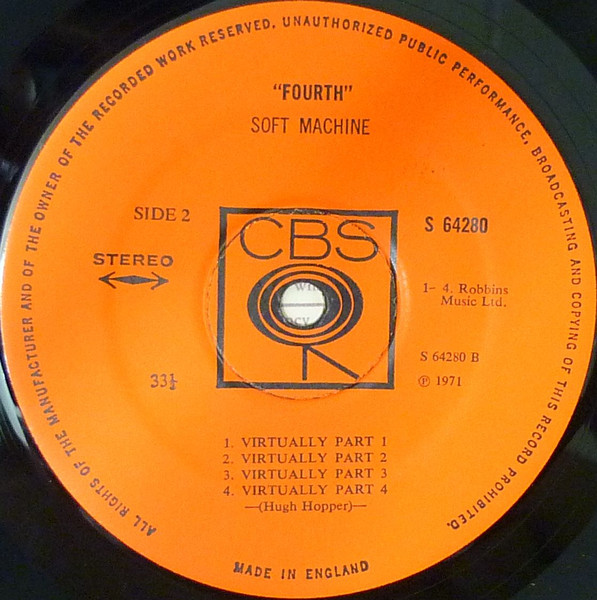 ALL RIGHTS OF THE MANUFACTURER AND OF THE OWNER OF THE RECORDED WORK RESERVED. UNAUTHORIZED PUBLIC PERFORMANCE, BROADCASTING AND COPYING OF THIS RECORD PROHIBITED.
"FOURTH"
SOFT MACHINE
SIDE 2
CBS
S 64280
STEREO
1– 4. Robbins
Music Ltd.
S 64280 B
33⅓
℗ 1971
1. VIRTUALLY PART 1
2. VIRTUALLY PART 2
3. VIRTUALLY PART 3
4. VIRTUALLY PART 4
—(Hugh Hopper)—
MADE IN ENGLAND